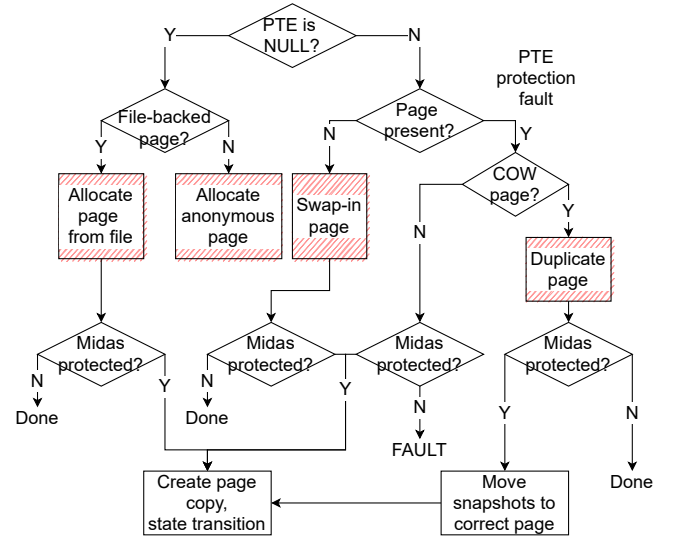 PTE is
NULL?
Y
N
PTE
protection
fault
File-backed
page?
Page
present?
Y
N
N
Y
COW
page?
Allocate
page
from file
Allocate
anonymous
page
Swap-in
page
N
Y
Duplicate
page
Midas
protected?
Midas
protected?
Midas
protected?
Midas
protected?
N
Y
N
Y
N
Y
N
Done
Done
FAULT
Done
Create page
copy,
state transition
Move
snapshots to
correct page